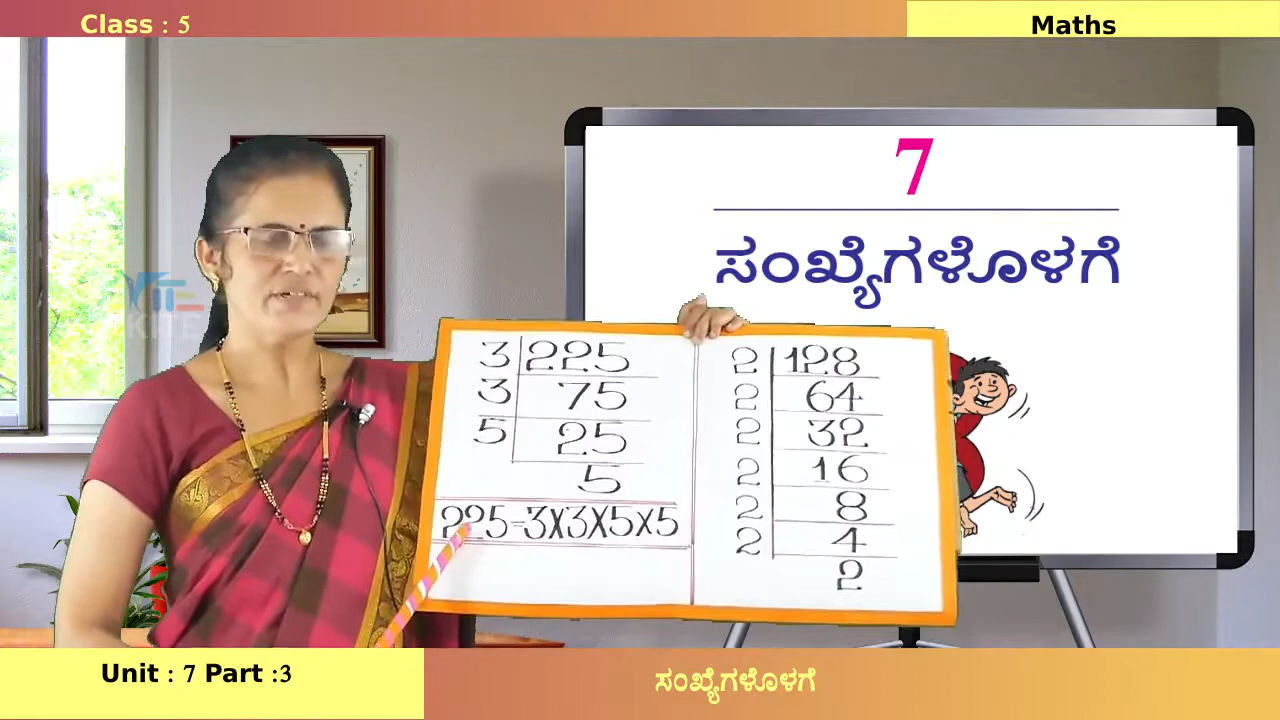 Class : 5
Maths
7
ಸಂಖ್ಯೆಗಳೊಳಗೆ
KITE
3 225
3 75
5 25
5
225=3X3X5X5
2 128
2 64
2 32
2 16
2 8
2 4
2
Unit : 7 Part :3
ಸಂಖ್ಯೆಗಳೊಳಗೆ